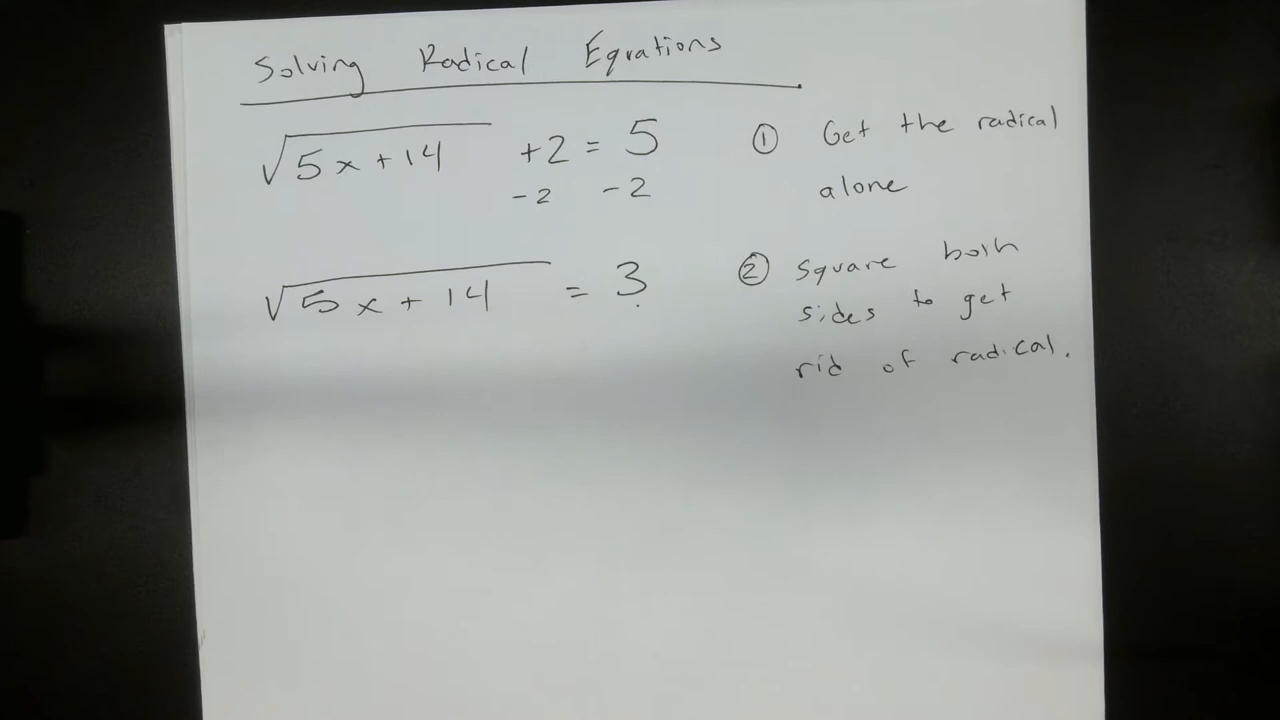 Solving Radical Equations
√5x+14 +2 = 5
-2 -2
① Get the radical
alone
√5x + 14 = 3
② square both
sides to get
rid of radical.